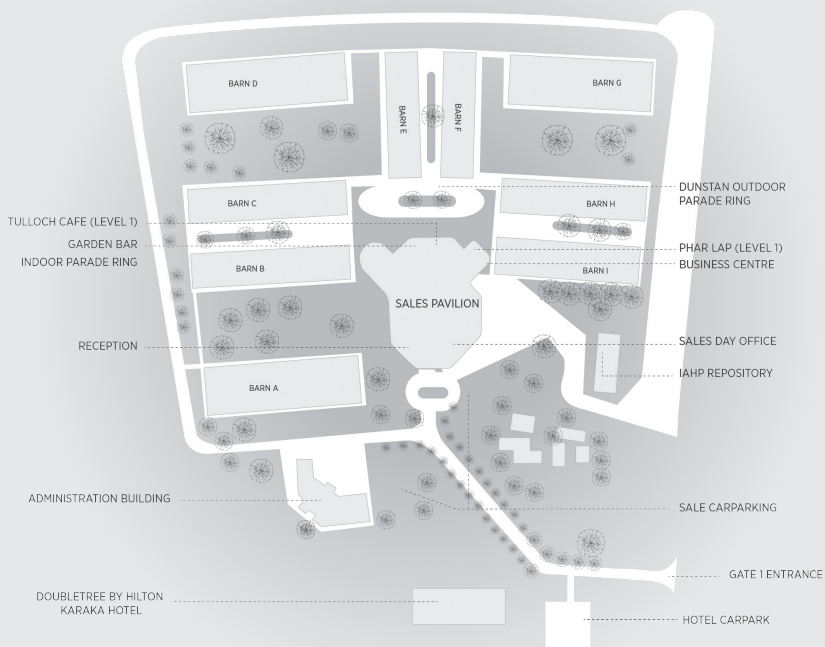 BARN D
BARN G
BARN E
BARN F
DUNSTAN OUTDOOR
PARADE RING
BARN C
BARN H
TULLOCH CAFE (LEVEL 1)
GARDEN BAR
PHAR LAP (LEVEL 1)
INDOOR PARADE RING
BUSINESS CENTRE
BARN B
BARN I
SALES PAVILION
RECEPTION
SALES DAY OFFICE
IAHP REPOSITORY
BARN A
ADMINISTRATION BUILDING
SALE CARPARKING
GATE 1 ENTRANCE
DOUBLETREE BY HILTON
KARAKA HOTEL
HOTEL CARPARK